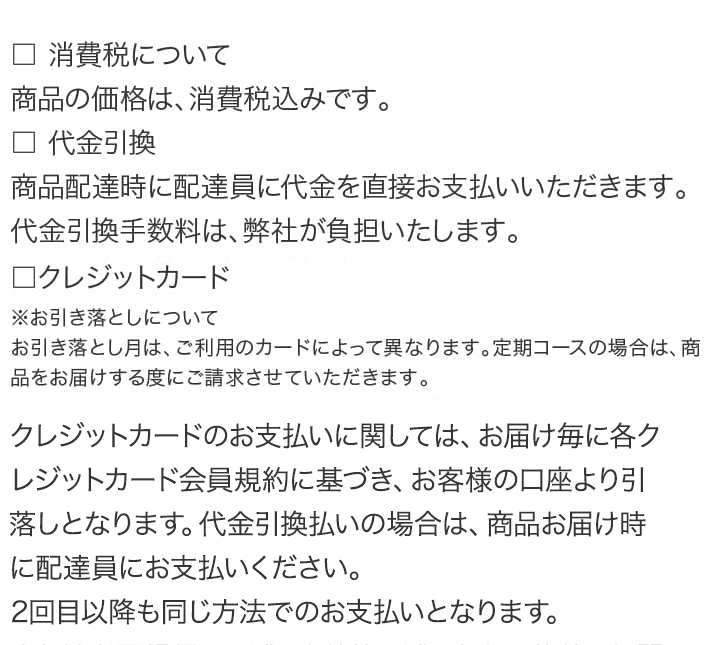 □ 消費税について
商品の価格は、消費税込みです。
□ 代金引換
商品配達時に配達員に代金を直接お支払いいただきます。
代金引換手数料は、弊社が負担いたします。
□クレジットカード
※お引き落としについて
お引き落とし月は、ご利用のカードによって異なります。定期コースの場合は、商
品をお届けする度にご請求させていただきます。
クレジットカードのお支払いに関しては、お届け毎に各ク
レジットカード会員規約に基づき、お客様の口座より引
落しとなります。代金引換払いの場合は、商品お届け時
に配達員にお支払いください。
2回目以降も同じ方法でのお支払いとなります。